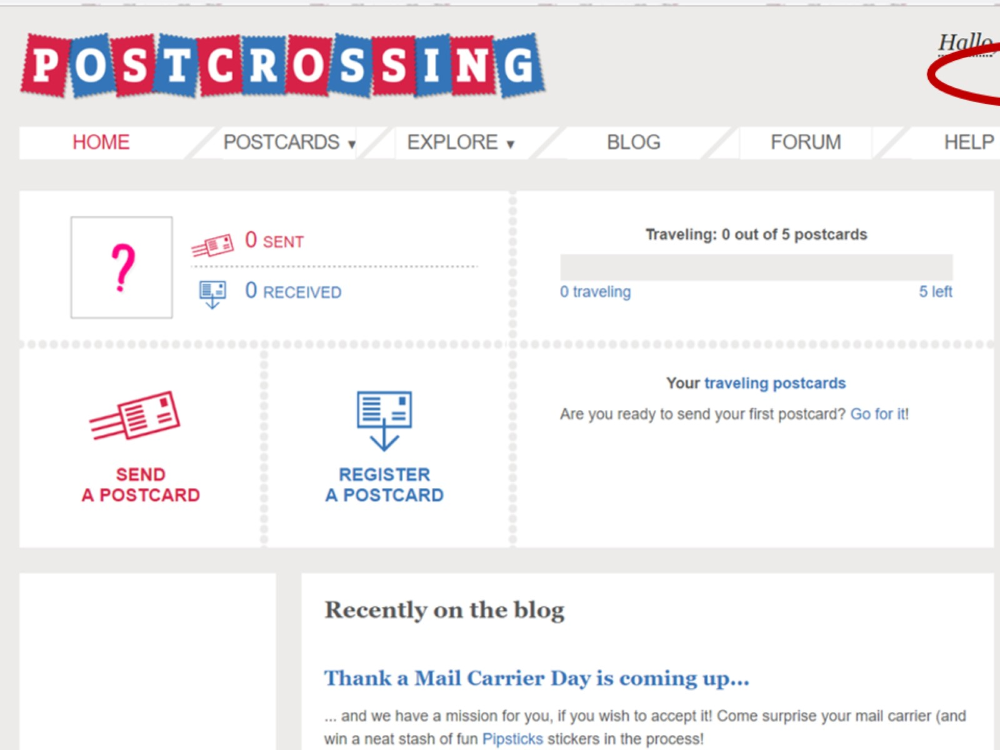 POSTCROSSING
Hallo,
HOME POSTCARDS ▾ EXPLORE ▾ BLOG FORUM HELP
?
0 SENT
0 RECEIVED
Traveling: 0 out of 5 postcards
0 traveling 5 left
SEND
A POSTCARD
REGISTER
A POSTCARD
Your traveling postcards
Are you ready to send your first postcard? Go for it!
Recently on the blog
Thank a Mail Carrier Day is coming up...
... and we have a mission for you, if you wish to accept it! Come surprise your mail carrier (and
win a neat stash of fun Pipsticks stickers in the process!